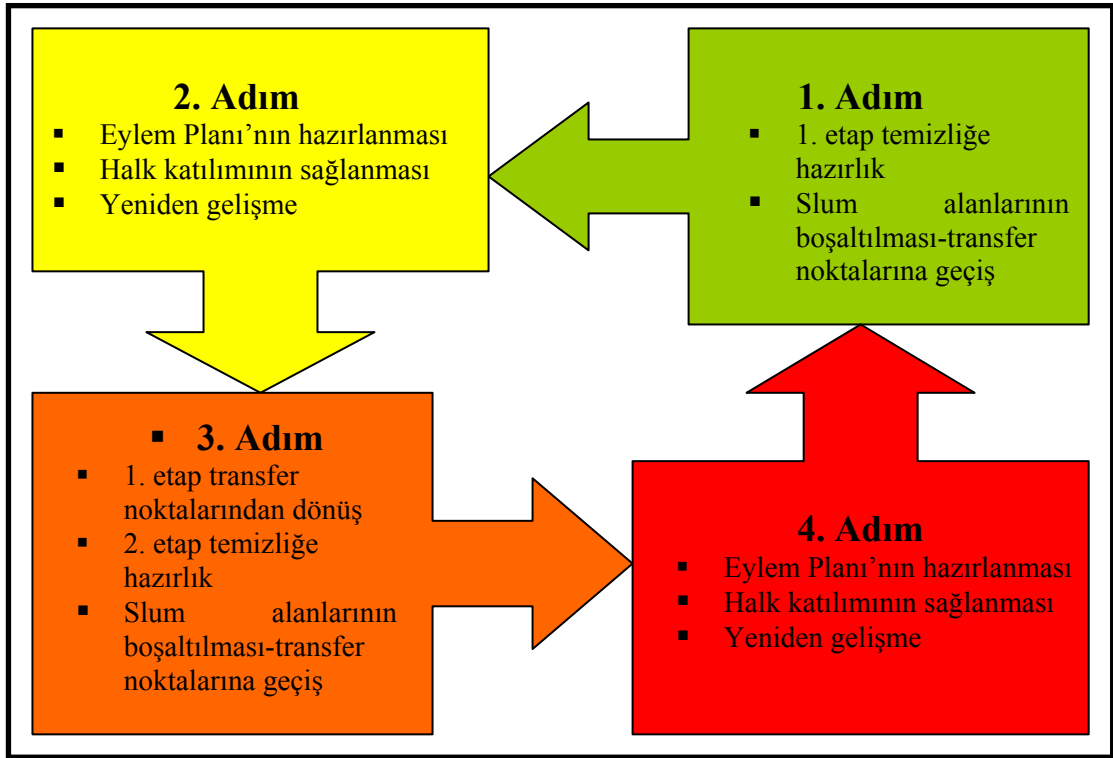 2. Adım
▪ Eylem Planı’nın hazırlanması
▪ Halk katılımının sağlanması
▪ Yeniden gelişme
1. Adım
▪ 1. etap temizliğe
hazırlık
▪ Slum alanlarının
boşaltılması-transfer
noktalarına geçiş
▪ 3. Adım
▪ 1. etap transfer
noktalarından dönüş
▪ 2. etap temizliğe
hazırlık
▪ Slum alanlarının
boşaltılması-transfer
noktalarına geçiş
4. Adım
▪ Eylem Planı’nın hazırlanması
▪ Halk katılımının sağlanması
▪ Yeniden gelişme